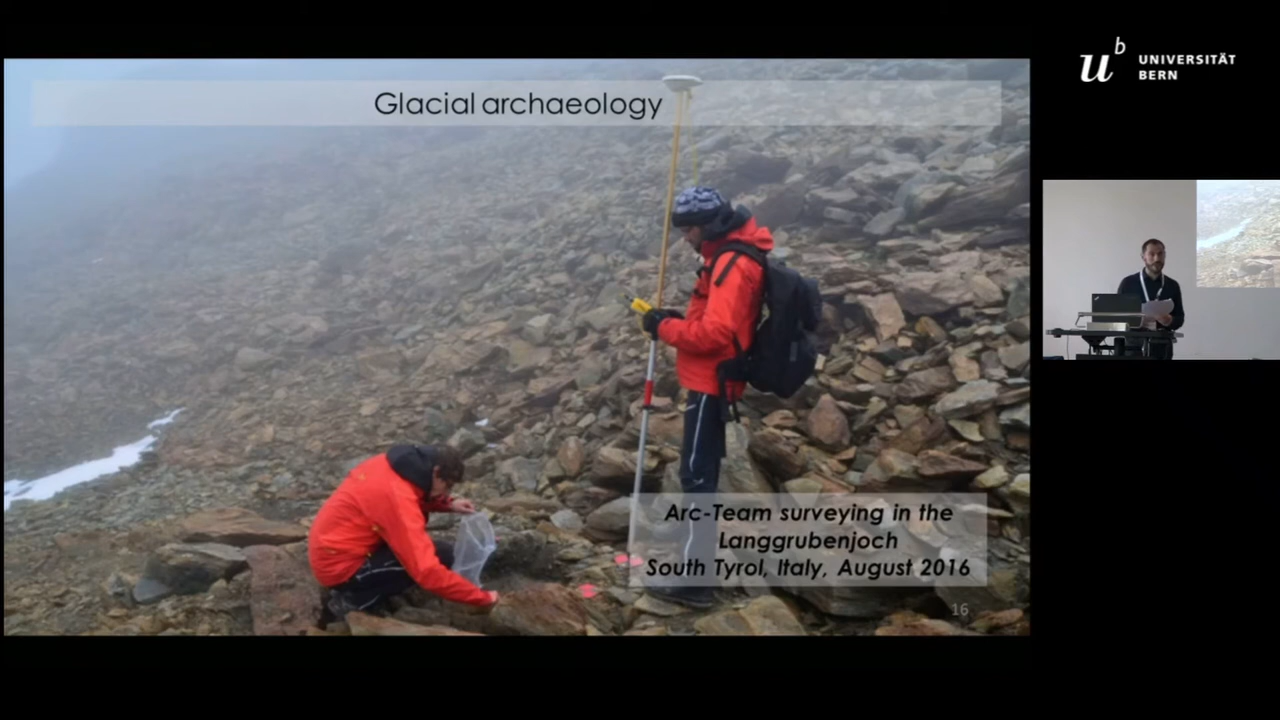 Glacial archaeology
Arc-Team surveying in the
Langgrubenjoch
South Tyrol, Italy, August 2016
16
u
b
UNIVERSITÄT
BERN